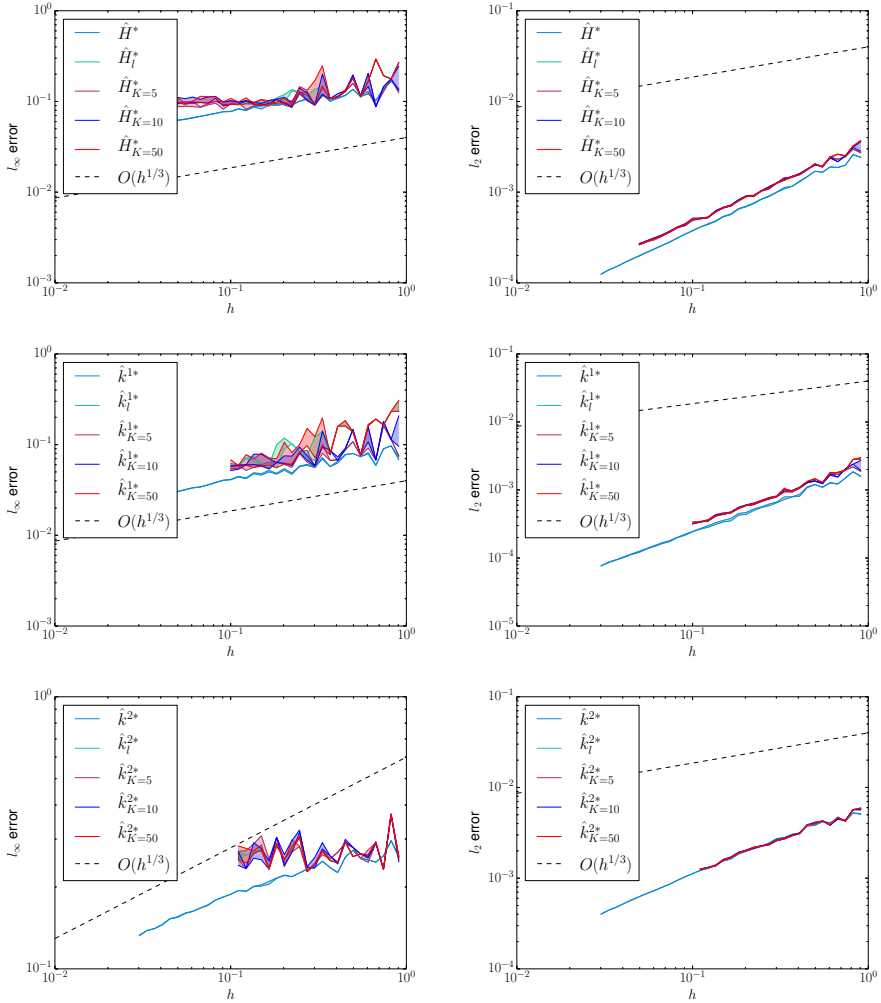 10^0
10^{-1}
10^{-2}
10^{-3}
l_∞ error
Ĥ*
Ĥ*_l
Ĥ*_{K=5}
Ĥ*_{K=10}
Ĥ*_{K=50}
O(h^{1/3})
10^{-2}
10^{-1}
10^0
h
10^{-1}
10^{-2}
10^{-3}
10^{-4}
l_2 error
Ĥ*
Ĥ*_l
Ĥ*_{K=5}
Ĥ*_{K=10}
Ĥ*_{K=50}
O(h^{1/3})
10^{-2}
10^{-1}
10^0
h
10^0
10^{-1}
10^{-2}
10^{-3}
l_∞ error
k̂^{1*}
k̂^{1*}_l
k̂^{1*}_{K=5}
k̂^{1*}_{K=10}
k̂^{1*}_{K=50}
O(h^{1/3})
10^{-2}
10^{-1}
10^0
h
10^{-1}
10^{-2}
10^{-3}
10^{-4}
10^{-5}
l_2 error
k̂^{1*}
k̂^{1*}_l
k̂^{1*}_{K=5}
k̂^{1*}_{K=10}
k̂^{1*}_{K=50}
O(h^{1/3})
10^{-2}
10^{-1}
10^0
h
10^0
10^{-1}
l_∞ error
k̂^{2*}
k̂^{2*}_l
k̂^{2*}_{K=5}
k̂^{2*}_{K=10}
k̂^{2*}_{K=50}
O(h^{1/3})
10^{-2}
10^{-1}
10^0
h
10^{-1}
10^{-2}
10^{-3}
10^{-4}
l_2 error
k̂^{2*}
k̂^{2*}_l
k̂^{2*}_{K=5}
k̂^{2*}_{K=10}
k̂^{2*}_{K=50}
O(h^{1/3})
10^{-2}
10^{-1}
10^0
h